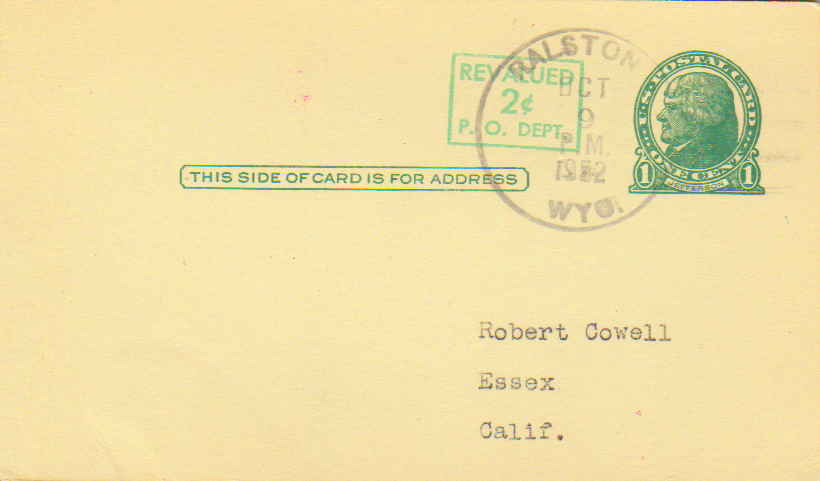 REVALUED
2¢
P. O. DEPT.
RALSTON
OCT
9
P.M.
1952
WYO.
U.S. POSTAL CARD
1 ONE CENT 1
JEFFERSON
THIS SIDE OF CARD IS FOR ADDRESS
Robert Cowell
Essex
Calif.